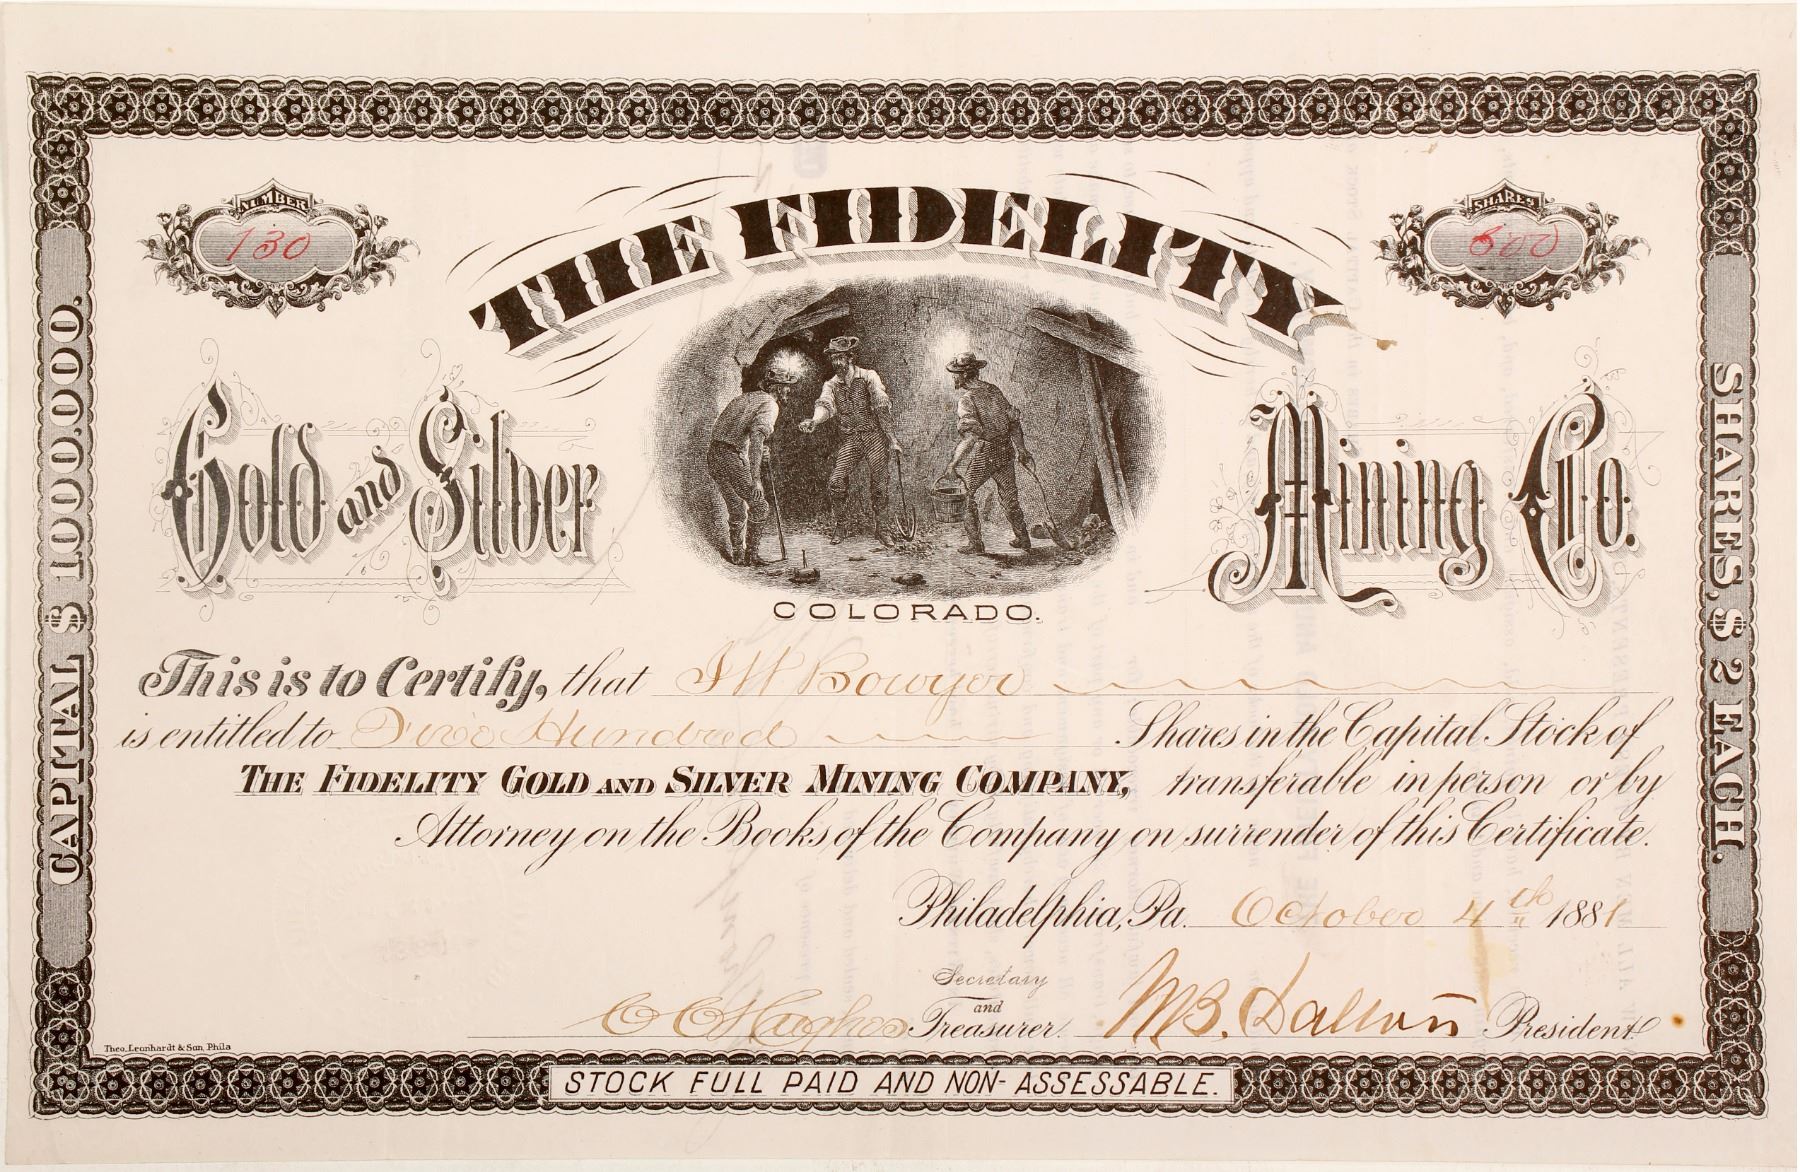 NUMBER
130
SHARES
500
THE FIDELITY
Gold and Silver
Mining Co.
COLORADO.
CAPITAL $ 1.000.000.
SHARES, $ 2 EACH.
This is to Certify, that J W Bowyer
is entitled to Five Hundred Shares in the Capital Stock of
THE FIDELITY GOLD AND SILVER MINING COMPANY, transferable in person or by
Attorney on the Books of the Company on surrender of this Certificate.
Philadelphia, Pa. October 4th 1881
C C Hughes Secretary and Treasurer.
M B. Dalson President
Theo. Leonhardt & Son, Phila
STOCK FULL PAID AND NON-ASSESSABLE.